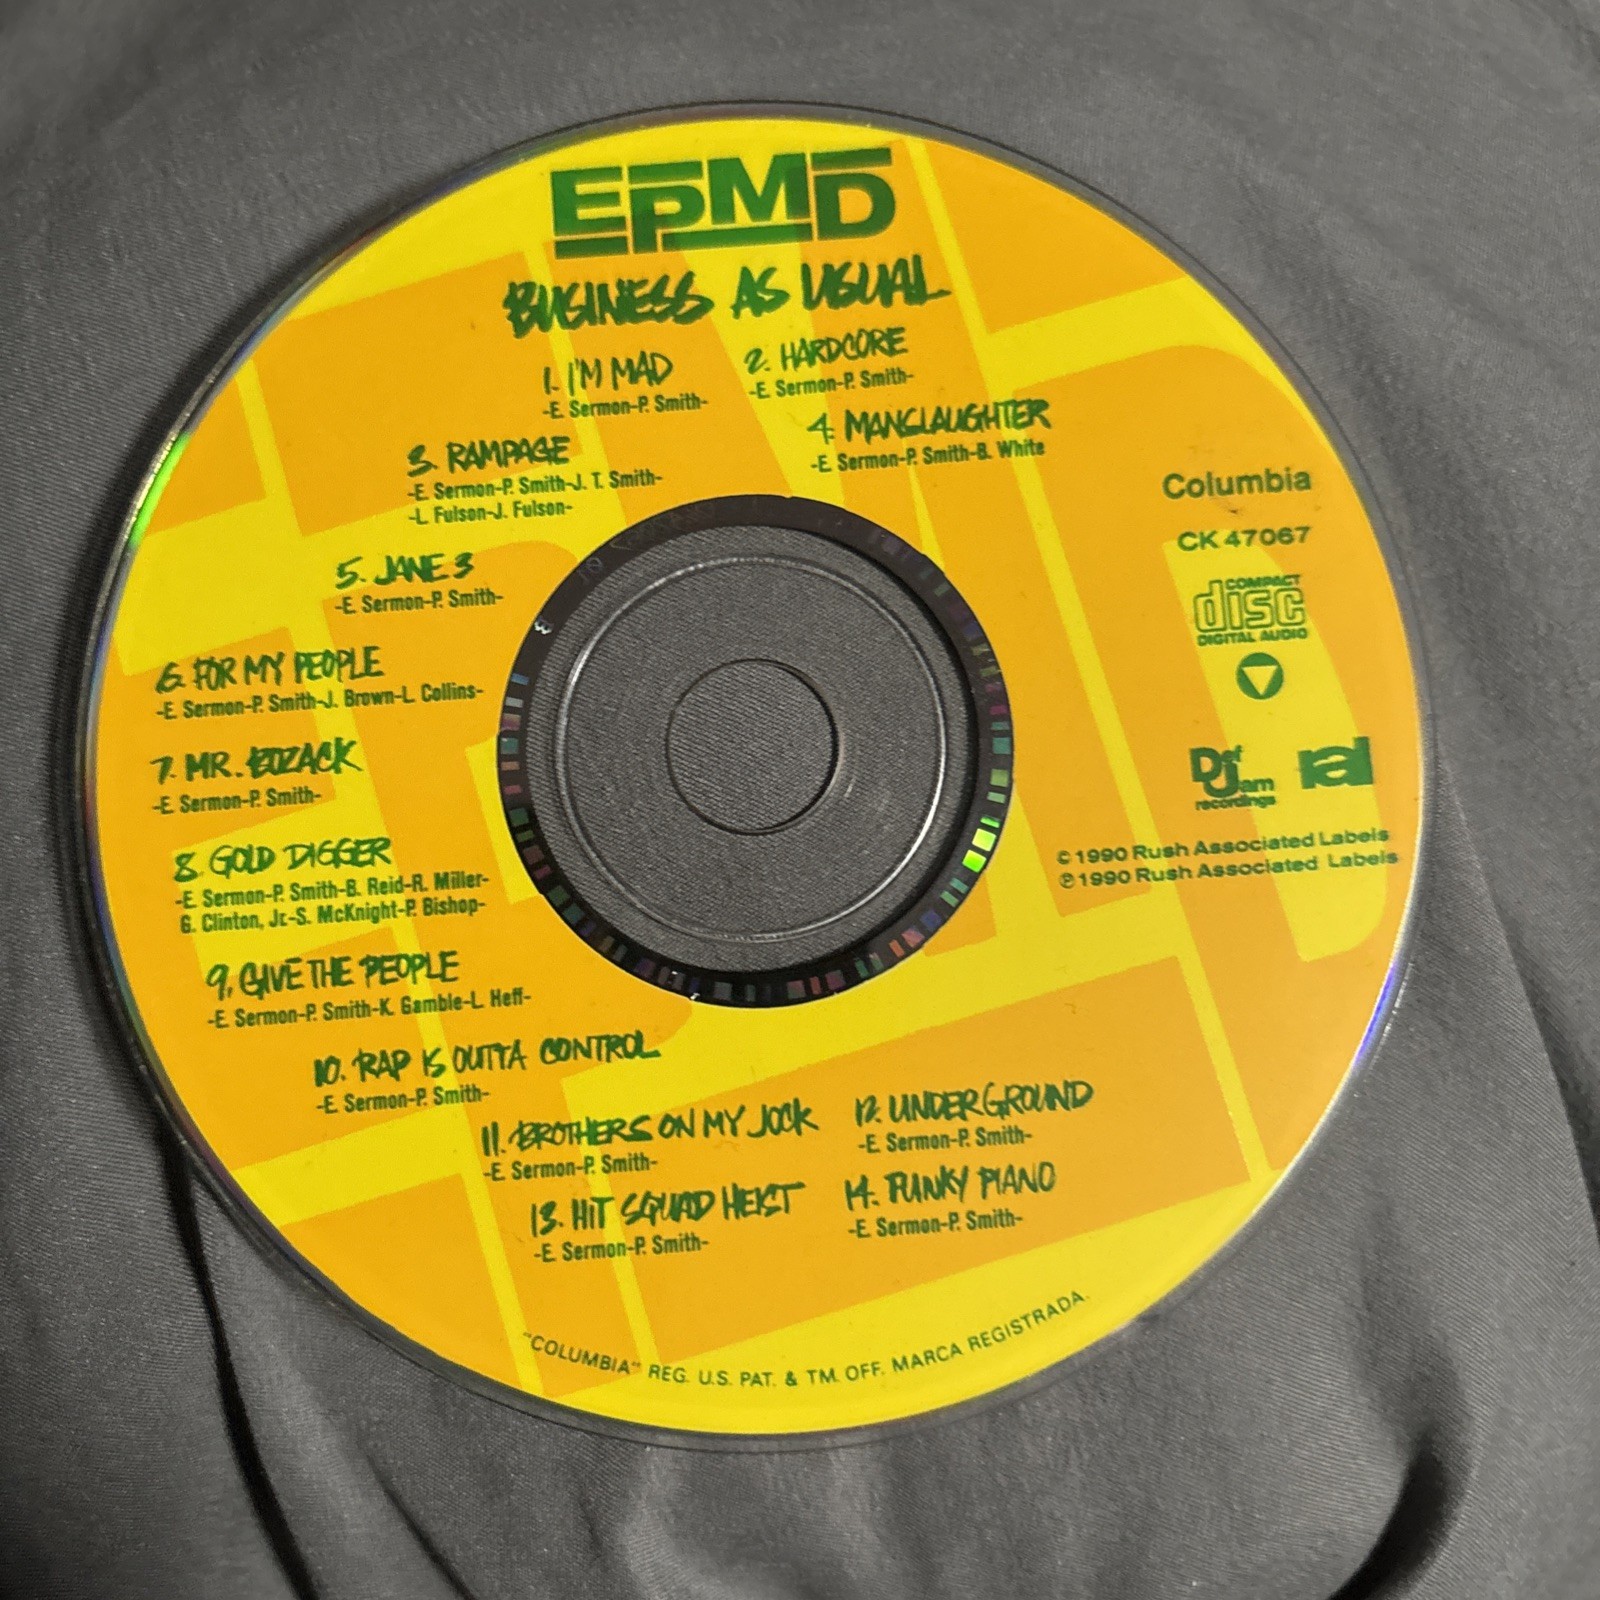 EPMD
BUSINESS AS USUAL
1. I'M MAD
-E. Sermon-P. Smith-
2. HARDCORE
-E. Sermon-P. Smith-
3. RAMPAGE
-E. Sermon-P. Smith-J. T. Smith-
-L. Fulson-J. Fulson-
4. MANSLAUGHTER
-E. Sermon-P. Smith-B. White
5. JANE 3
-E. Sermon-P. Smith-
6. FOR MY PEOPLE
-E. Sermon-P. Smith-J. Brown-L. Collins-
7. MR. BOZACK
-E. Sermon-P. Smith-
8. GOLD DIGGER
-E. Sermon-P. Smith-B. Reid-R. Miller-
G. Clinton, Jr.-S. McKnight-P. Bishop-
9. GIVE THE PEOPLE
-E. Sermon-P. Smith-K. Gamble-L. Heff-
10. RAP IS OUTTA CONTROL
-E. Sermon-P. Smith-
11. BROTHERS ON MY JOCK
-E. Sermon-P. Smith-
12. UNDERGROUND
-E. Sermon-P. Smith-
13. HIT SQUAD HEIST
-E. Sermon-P. Smith-
14. FUNKY PIANO
-E. Sermon-P. Smith-
Columbia
CK 47067
COMPACT
disc
DIGITAL AUDIO
Def Jam
recordings
ral
© 1990 Rush Associated Labels
℗ 1990 Rush Associated Labels
"COLUMBIA" REG. U.S. PAT. & TM. OFF. MARCA REGISTRADA.